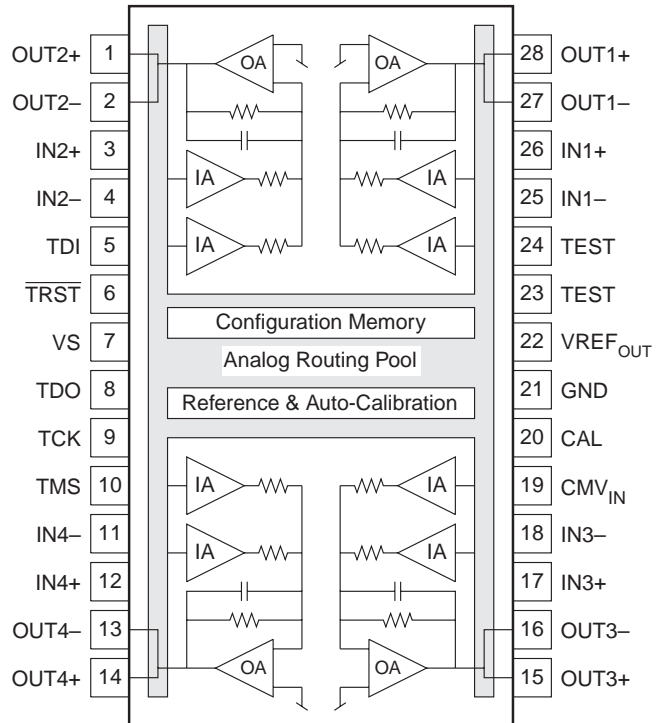 OUT2+ 1 OA OA 28 OUT1+
OUT2– 2 27 OUT1–
IN2+ 3 26 IN1+
IN2– 4 IA IA 25 IN1–
TDI 5 IA IA 24 TEST
TRST 6 23 TEST
Configuration Memory
VS 7 22 VREFOUT
Analog Routing Pool
TDO 8 21 GND
Reference & Auto-Calibration
TCK 9 20 CAL
TMS 10 IA IA 19 CMVIN
IN4– 11 IA IA 18 IN3–
IN4+ 12 17 IN3+
OUT4– 13 16 OUT3–
OUT4+ 14 OA OA 15 OUT3+